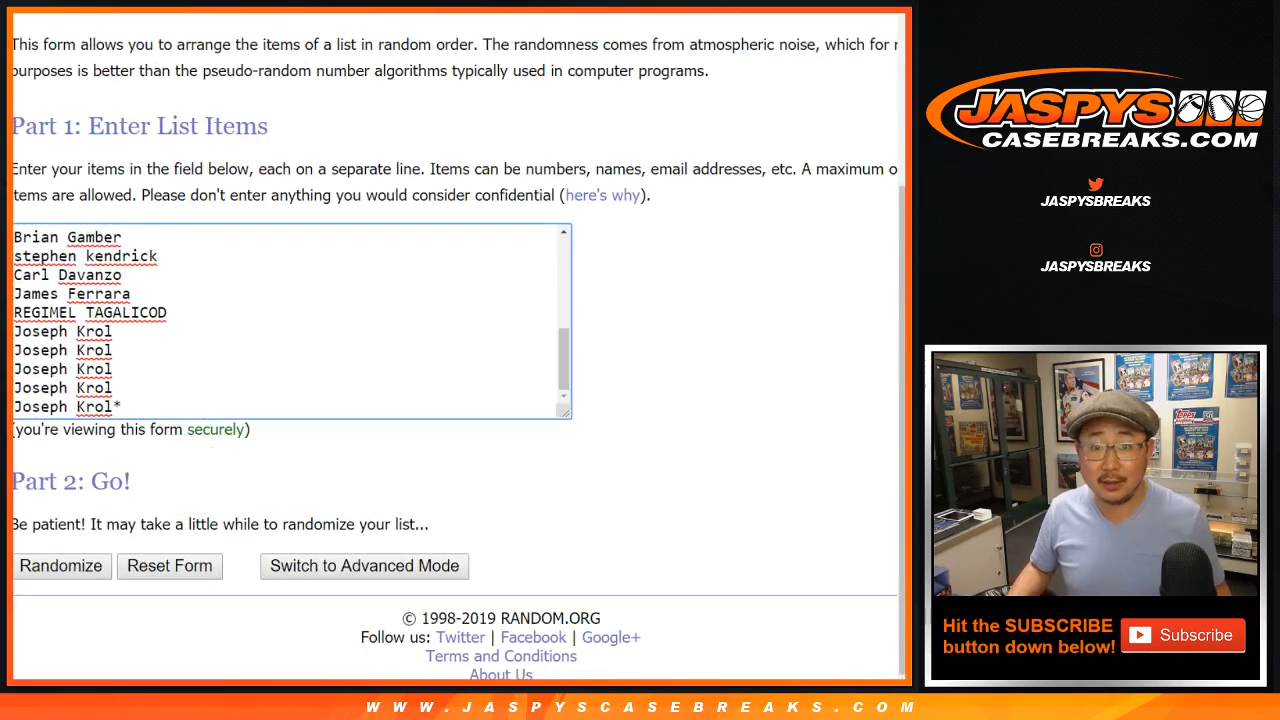 This form allows you to arrange the items of a list in random order. The randomness comes from atmospheric noise, which for
purposes is better than the pseudo-random number algorithms typically used in computer programs.
Part 1: Enter List Items
Enter your items in the field below, each on a separate line. Items can be numbers, names, email addresses, etc. A maximum
items are allowed. Please don't enter anything you would consider confidential (here's why).
Brian Gamber
stephen kendrick
Carl Davanzo
James Ferrara
REGIMEL TAGALICOD
Joseph Krol
Joseph Krol
Joseph Krol
Joseph Krol
Joseph Krol*
(you're viewing this form securely)
Part 2: Go!
Be patient! It may take a little while to randomize your list...
Randomize Reset Form Switch to Advanced Mode
© 1998-2019 RANDOM.ORG
Follow us: Twitter | Facebook | Google+
Terms and Conditions
About Us
JASPYS
CASEBREAKS.COM
JASPYSBREAKS
JASPYSBREAKS
Hit the SUBSCRIBE
button down below!
Subscribe
WWW.JASPYSCASEBREAKS.COM